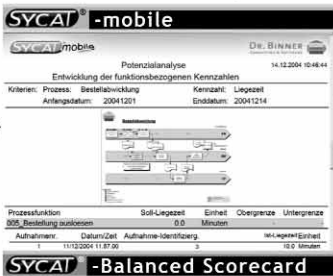 SYCAT® -mobile
SYCAT mobile
DR. BINNER
Potenzialanalyse
14.12.2004 10:46:44
Entwicklung der funktionsbezogenen Kennzahlen
Kriterien: Prozess: Bestellabwicklung Kennzahl: Liegezeit
Anfangsdatum: 20041201 Enddatum: 20041214
Bestellabwicklung
Prozessfunktion Soll-Liegezeit Einheit Obergrenze Untergrenze
005_Bestellung ausloesen 0.0 Minuten
Aufnahmenr. Datum/Zeit Aufnahme-Identifizierg. Ist-Liegezeit Einheit
1 11/12/2004 11.87.00 3 10.0 Minuten
SYCAT® -Balanced Scorecard